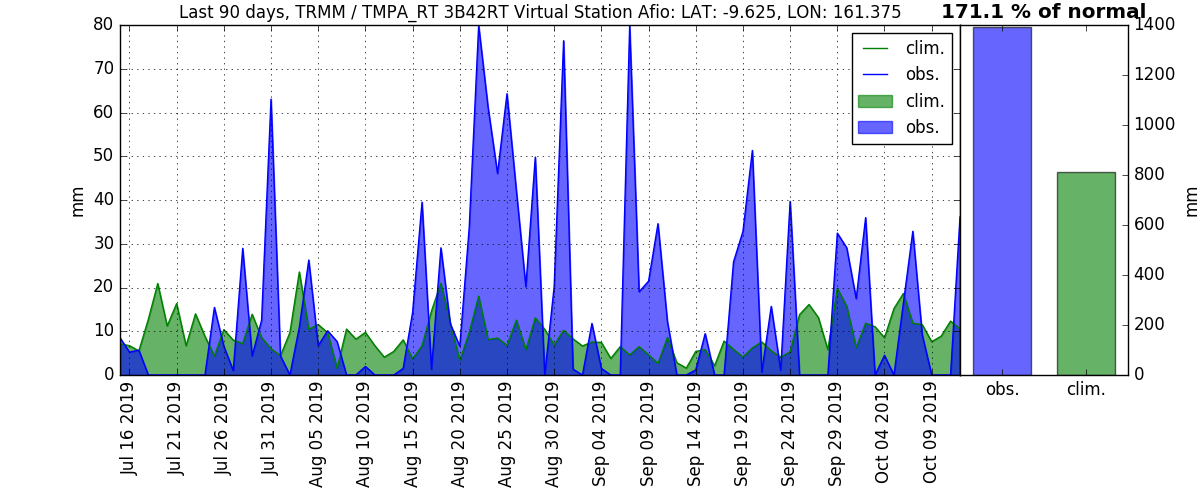 Last 90 days, TRMM / TMPA_RT 3B42RT Virtual Station Afio: LAT: -9.625, LON: 161.375
171.1 % of normal
80
70
60
50
40
30
20
10
0
mm
clim.
obs.
clim.
obs.
1400
1200
1000
800
600
400
200
0
mm
Jul 16 2019
Jul 21 2019
Jul 26 2019
Jul 31 2019
Aug 05 2019
Aug 10 2019
Aug 15 2019
Aug 20 2019
Aug 25 2019
Aug 30 2019
Sep 04 2019
Sep 09 2019
Sep 14 2019
Sep 19 2019
Sep 24 2019
Sep 29 2019
Oct 04 2019
Oct 09 2019
obs.
clim.